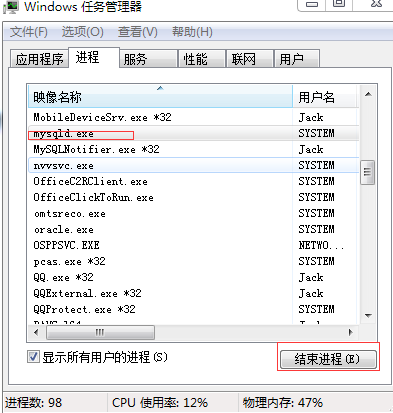 Windows 任务管理器
文件(F) 选项(O) 查看(V) 帮助(H)
应用程序 进程 服务 性能 联网 用户
映像名称 用户名
MobileDeviceSrv.exe *32 Jack
mysqld.exe SYSTEM
MySQLNotifier.exe *32 Jack
nvvsvc.exe SYSTEM
OfficeC2RClient.exe SYSTEM
OfficeClickToRun.exe SYSTEM
omtsreco.exe SYSTEM
oracle.exe SYSTEM
OSPPSVC.EXE NETWO...
pcas.exe *32 SYSTEM
QQ.exe *32 Jack
QQExternal.exe *32 Jack
QQProtect.exe *32 SYSTEM
显示所有用户的进程(S) 结束进程(E)
进程数: 98 CPU 使用率: 12% 物理内存: 47%